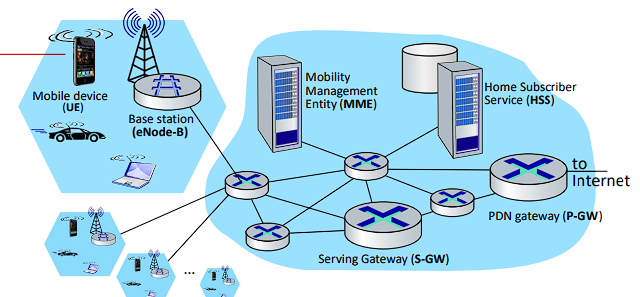 Mobile device
(UE)
Base station
(eNode-B)
Mobility
Management
Entity (MME)
Home Subscriber
Service (HSS)
to
Internet
PDN gateway (P-GW)
Serving Gateway (S-GW)
...